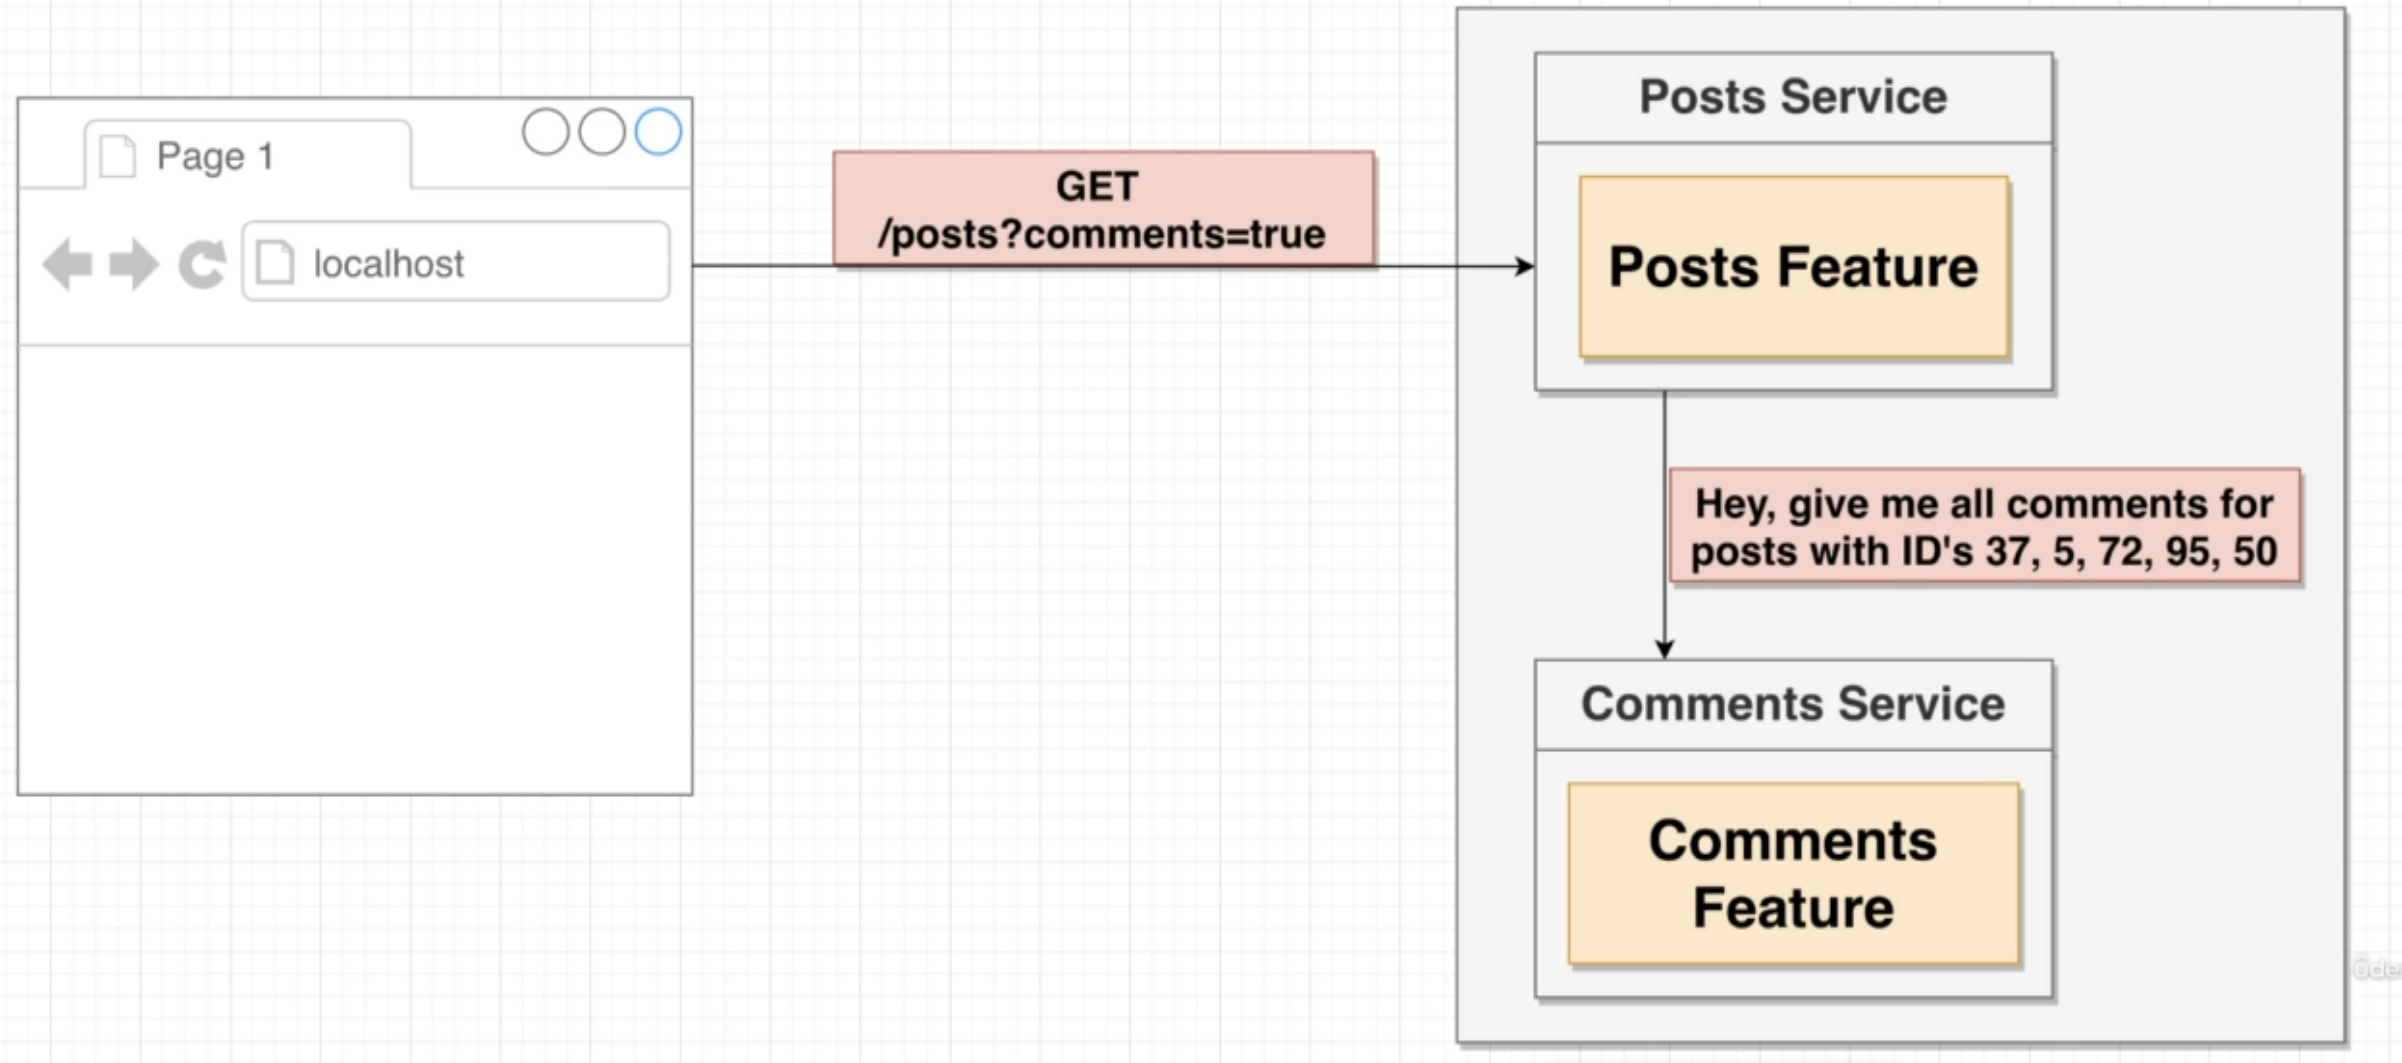 Page 1
localhost
GET
/posts?comments=true
Posts Service
Posts Feature
Hey, give me all comments for
posts with ID's 37, 5, 72, 95, 50
Comments Service
Comments
Feature